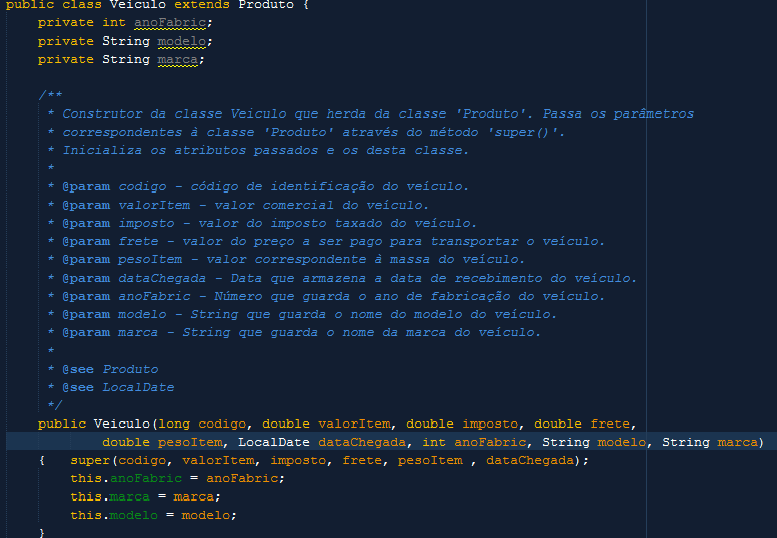 public class Veiculo extends Produto {
private int anoFabric;
private String modelo;
private String marca;
/**
* Construtor da classe Veiculo que herda da classe 'Produto'. Passa os parâmetros
* correspondentes à classe 'Produto' através do método 'super()'.
* Inicializa os atributos passados e os desta classe.
*
* @param codigo - código de identificação do veículo.
* @param valorItem - valor comercial do veículo.
* @param imposto - valor do imposto taxado do veículo.
* @param frete - valor do preço a ser pago para transportar o veículo.
* @param pesoItem - valor correspondente à massa do veículo.
* @param dataChegada - Data que armazena a data de recebimento do veículo.
* @param anoFabric - Número que guarda o ano de fabricação do veículo.
* @param modelo - String que guarda o nome do modelo do veículo.
* @param marca - String que guarda o nome da marca do veículo.
*
* @see Produto
* @see LocalDate
*/
public Veiculo(long codigo, double valorItem, double imposto, double frete,
double pesoItem, LocalDate dataChegada, int anoFabric, String modelo, String marca)
{   super(codigo, valorItem, imposto, frete, pesoItem , dataChegada);
this.anoFabric = anoFabric;
this.marca = marca;
this.modelo = modelo;
}